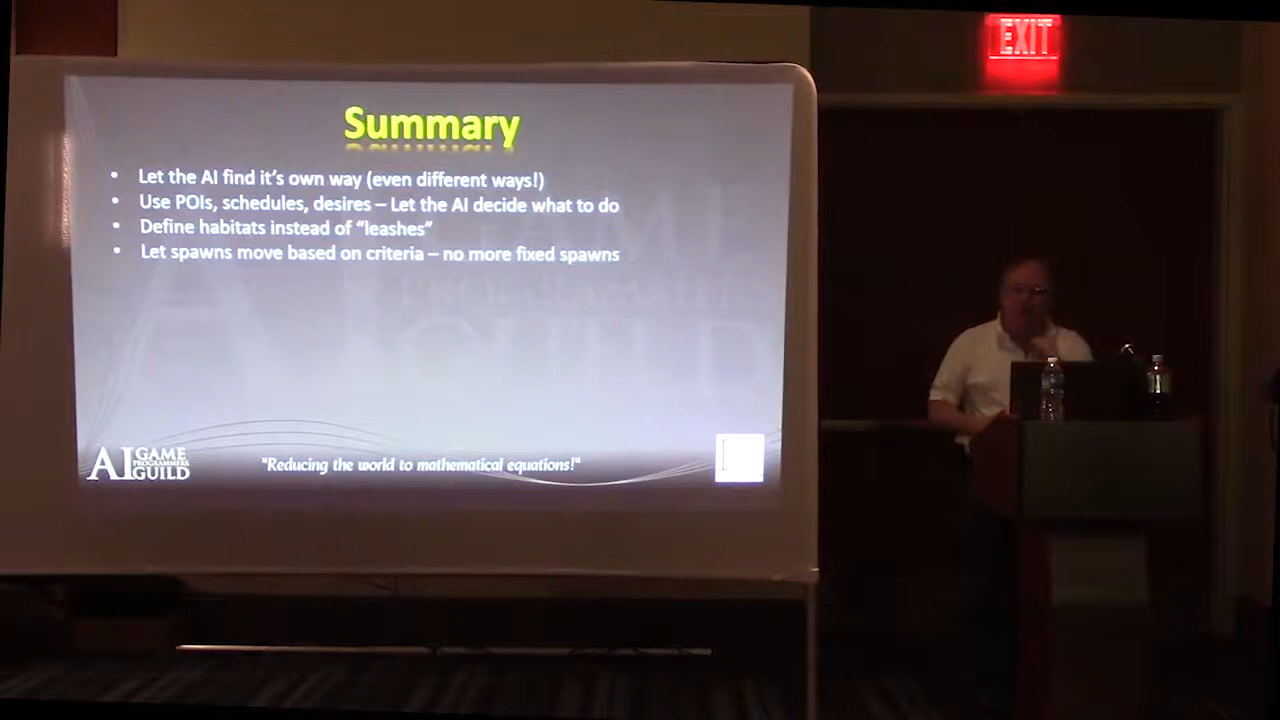 EXIT
Summary
• Let the AI find it's own way (even different ways!)
• Use POIs, schedules, desires – Let the AI decide what to do
• Define habitats instead of “leashes”
• Let spawns move based on criteria – no more fixed spawns
AI GAME
PROGRAMMERS
GUILD
"Reducing the world to mathematical equations!"